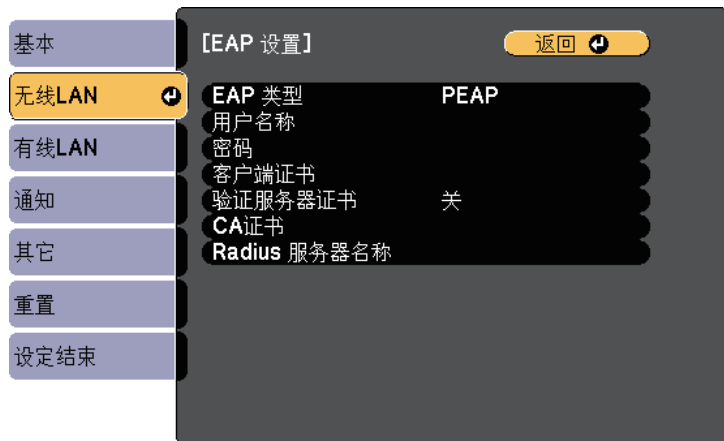 基本
无线LAN
有线LAN
通知
其它
重置
设定结束
[EAP 设置]
返回
EAP 类型 PEAP
用户名称
密码
客户端证书
验证服务器证书 关
CA证书
Radius 服务器名称